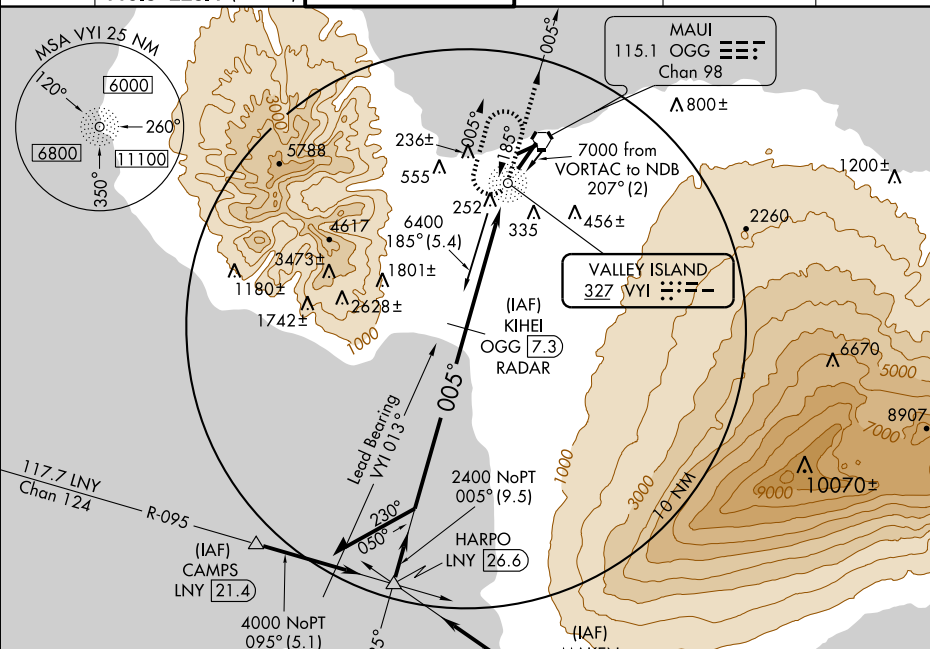 MSA VYI 25 NM
120°
6000
260°
6800
11100
350°
3000
5788
4617
3473±
1180±
1742±
2628±
1801±
1000
236±
555
252
335
456±
005°
185°
005°
MAUI
115.1 OGG
Chan 98
800±
7000 from
VORTAC to NDB
207° (2)
1200±
2260
6400
185° (5.4)
VALLEY ISLAND
327 VYI
(IAF)
KIHEI
OGG 7.3
RADAR
005°
Lead Bearing
VYI 013°
6670
5000
8907
7000
10070±
9000
1000
3000
10 NM
117.7 LNY
Chan 124
R-095
230°
050°
2400 NoPT
005° (9.5)
HARPO
LNY 26.6
(IAF)
CAMPS
LNY 21.4
4000 NoPT
095° (5.1)
(IAF)